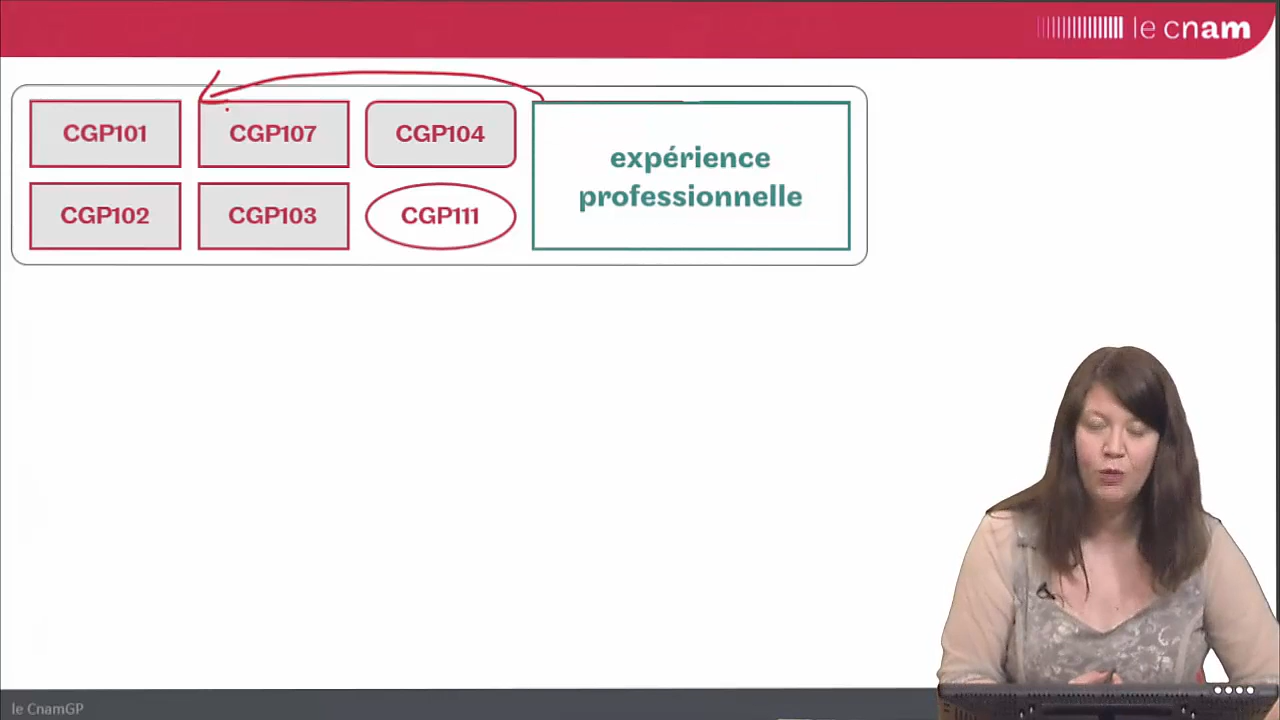 le cnam
CGP101
CGP107
CGP104
expérience
professionnelle
CGP102
CGP103
CGP111
le CnamGP